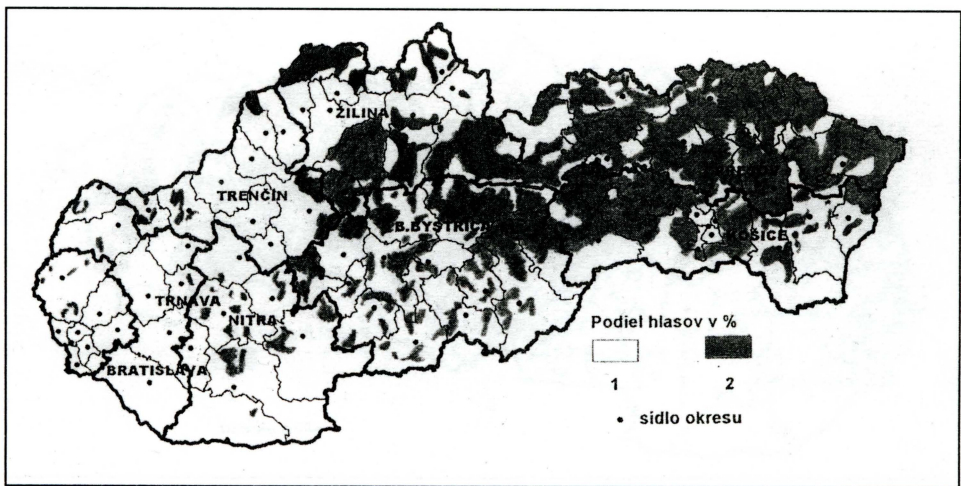 ŽILINA
TRENČÍN
B.BYSTRICA
KOŠICE
TRNAVA
NITRA
BRATISLAVA
Podiel hlasov v %
1 2
• sídlo okresu